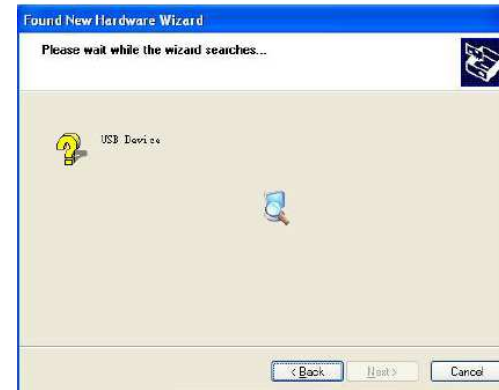 Found New Hardware Wizard
Please wait while the wizard searches...
USB Device
< Back
Next >
Cancel